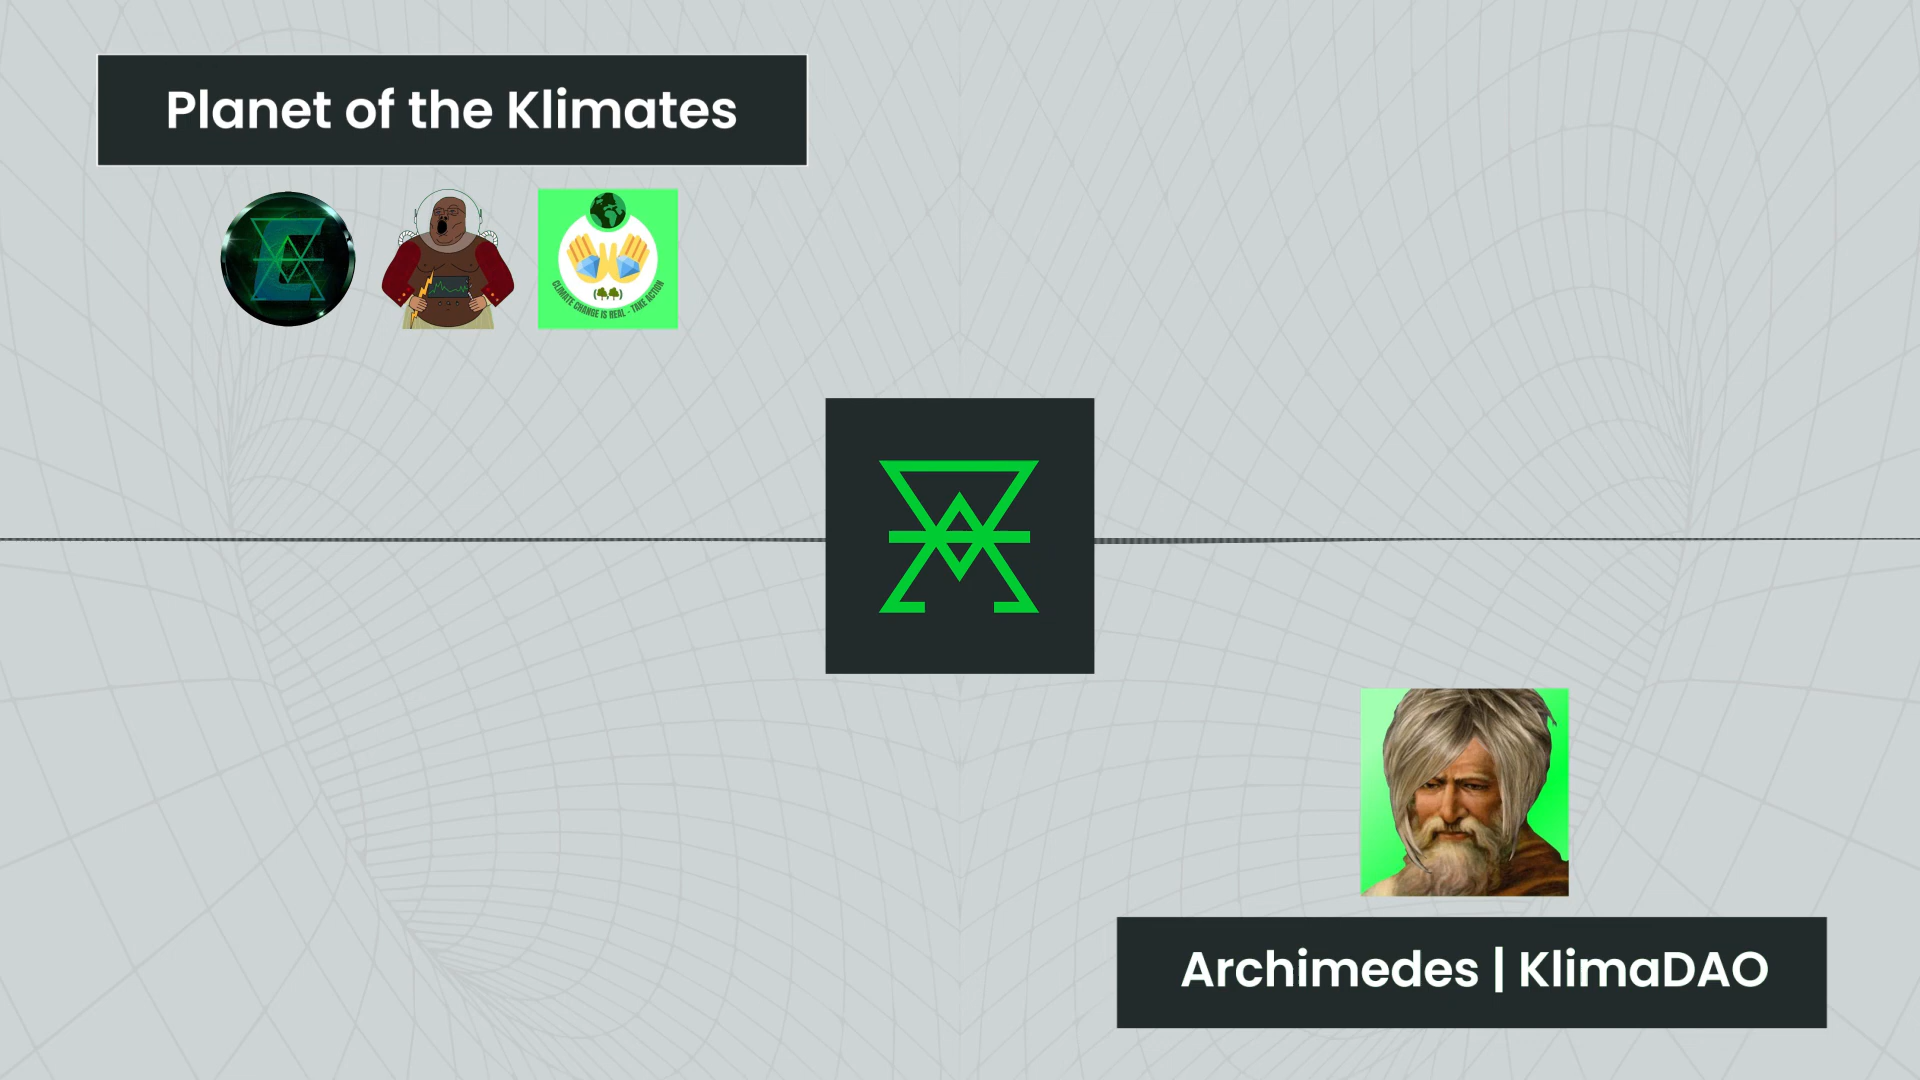 Planet of the Klimates
CLIMATE CHANGE IS REAL - TAKE ACTION
Archimedes | KlimaDAO